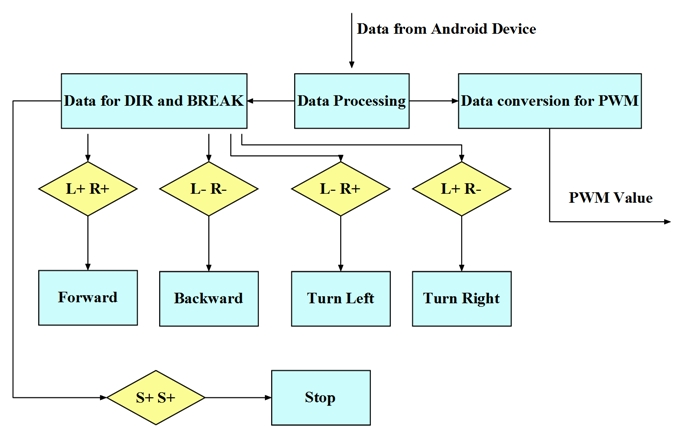 Data from Android Device
Data for DIR and BREAK
Data Processing
Data conversion for PWM
L+ R+
L- R-
L- R+
L+ R-
PWM Value
Forward
Backward
Turn Left
Turn Right
S+ S+
Stop